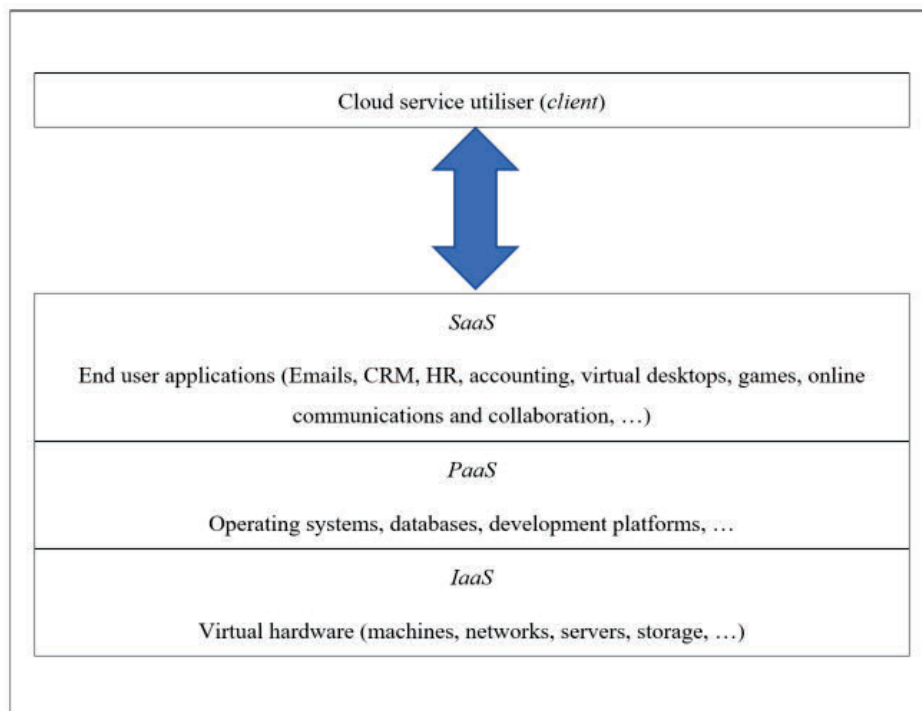 Cloud service utiliser (client)
SaaS
End user applications (Emails, CRM, HR, accounting, virtual desktops, games, online
communications and collaboration, …)
PaaS
Operating systems, databases, development platforms, …
IaaS
Virtual hardware (machines, networks, servers, storage, …)